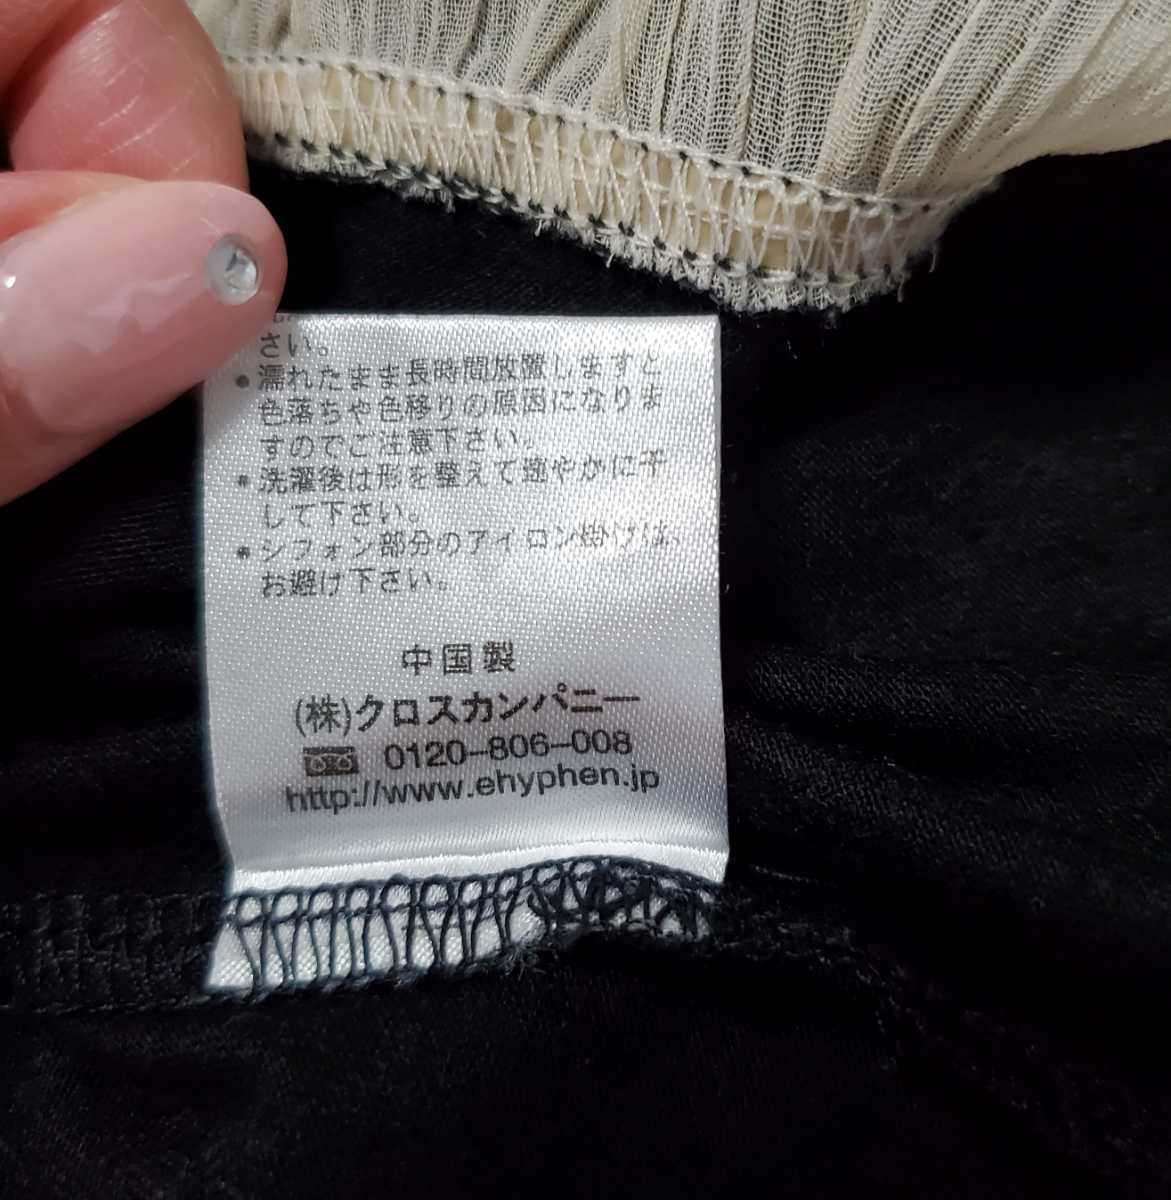 さい。
・濡れたまま長時間放置しますと
色落ちや色移りの原因になりま
すのでご注意下さい。
・洗濯後は形を整えて速やかに干
して下さい。
・シフォン部分のアイロン掛けは、
お避け下さい。
中国製
(株)クロスカンパニー
0120-806-008
http://www.ehyphen.jp